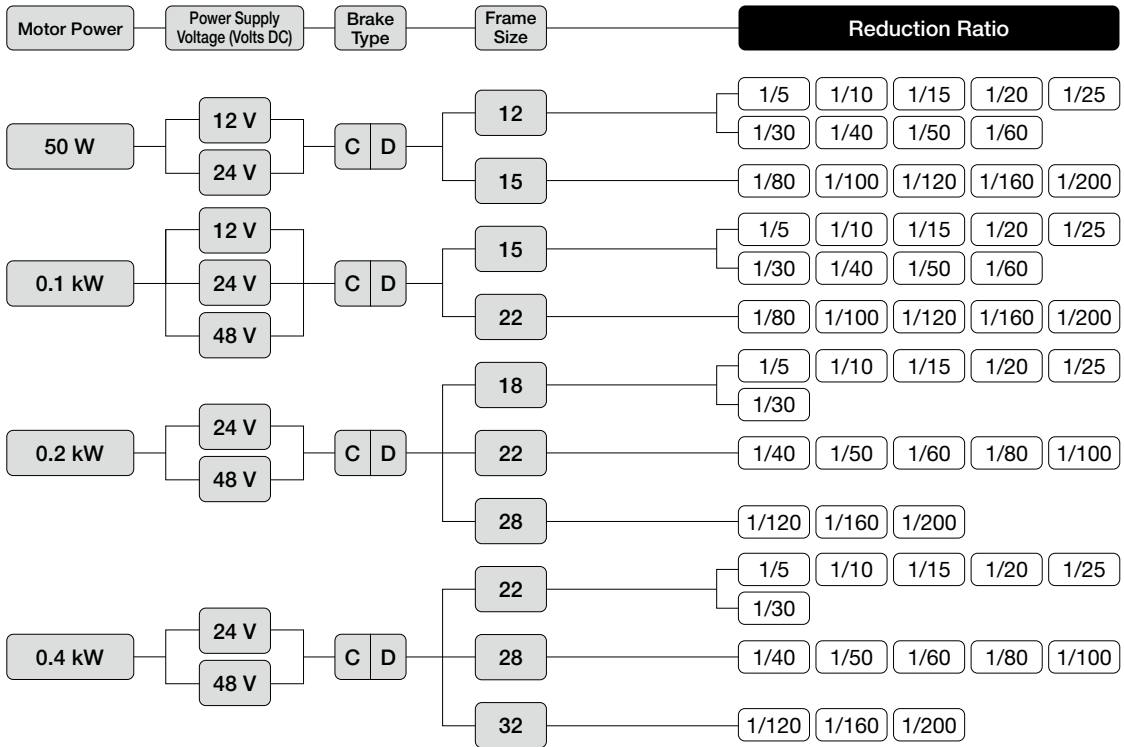 Motor Power
Power Supply
Voltage (Volts DC)
Brake
Type
Frame
Size
Reduction Ratio
50 W
12 V
24 V
C D
12
1/5 1/10 1/15 1/20 1/25
1/30 1/40 1/50 1/60
15
1/80 1/100 1/120 1/160 1/200
0.1 kW
12 V
24 V
48 V
C D
15
1/5 1/10 1/15 1/20 1/25
1/30 1/40 1/50 1/60
22
1/80 1/100 1/120 1/160 1/200
0.2 kW
24 V
48 V
C D
18
1/5 1/10 1/15 1/20 1/25
1/30
22
1/40 1/50 1/60 1/80 1/100
28
1/120 1/160 1/200
0.4 kW
24 V
48 V
C D
22
1/5 1/10 1/15 1/20 1/25
1/30
28
1/40 1/50 1/60 1/80 1/100
32
1/120 1/160 1/200